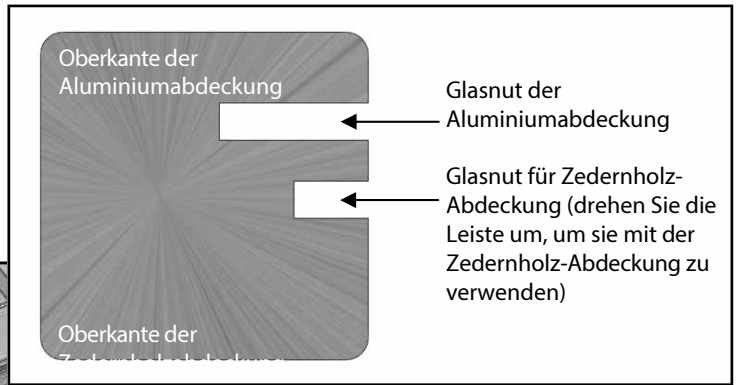 Oberkante der
Aluminiumabdeckung
Glasnut der
Aluminiumabdeckung
Glasnut für Zedernholz-
Abdeckung (drehen Sie die
Leiste um, um sie mit der
Zedernholz-Abdeckung zu
verwenden)
Oberkante der
Zedernholzabdeckung